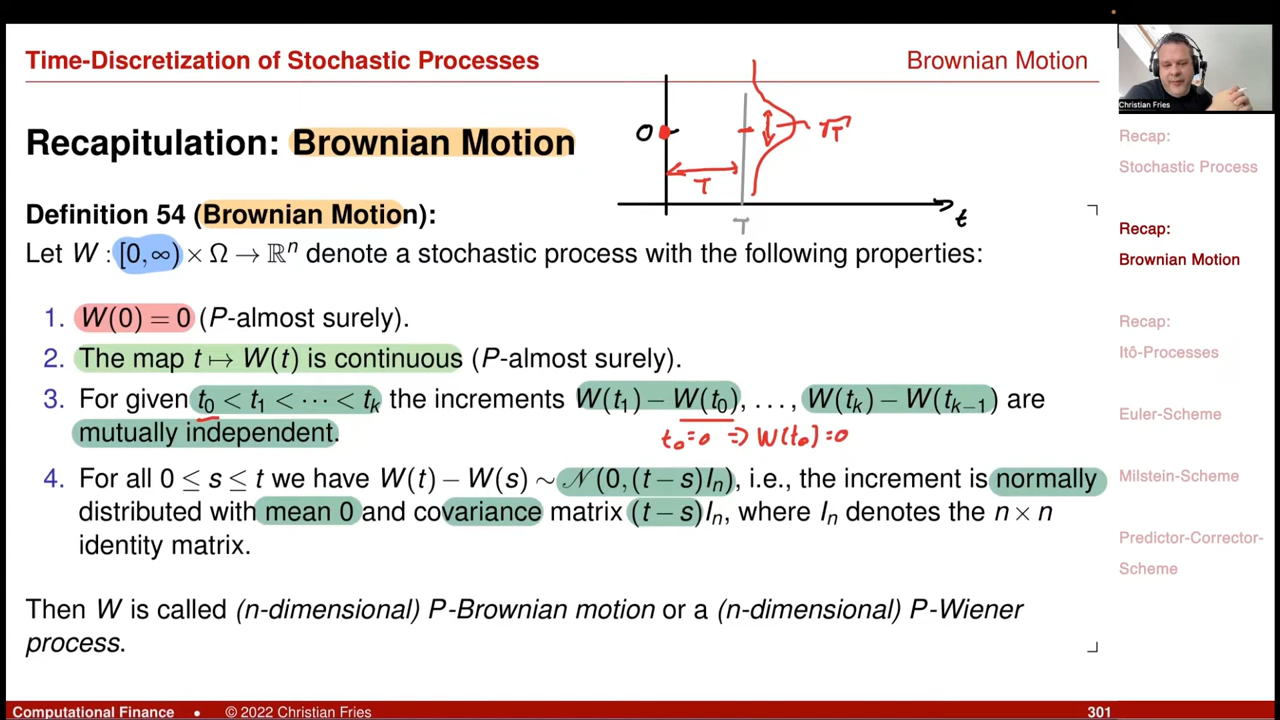 Time-Discretization of Stochastic Processes
Brownian Motion
Christian Fries
Recapitulation: Brownian Motion
0
T
√T
T
t
Definition 54 (Brownian Motion):
Let W : [0,∞) × Ω → ℝⁿ denote a stochastic process with the following properties:
1. W(0) = 0 (P-almost surely).
2. The map t ↦ W(t) is continuous (P-almost surely).
3. For given t₀ < t₁ < ⋯ < tₖ the increments W(t₁) − W(t₀), …, W(tₖ) − W(tₖ₋₁) are
mutually independent.
t₀=0 ⇒ W(t₀)=0
4. For all 0 ≤ s ≤ t we have W(t) − W(s) ∼ 𝒩(0, (t−s)Iₙ), i.e., the increment is normally
distributed with mean 0 and covariance matrix (t−s)Iₙ, where Iₙ denotes the n × n
identity matrix.
Then W is called (n-dimensional) P-Brownian motion or a (n-dimensional) P-Wiener
process.
Recap:
Stochastic Process
Recap:
Brownian Motion
Recap:
Itô-Processes
Euler-Scheme
Milstein-Scheme
Predictor-Corrector-
Scheme
Computational Finance • © 2022 Christian Fries
301